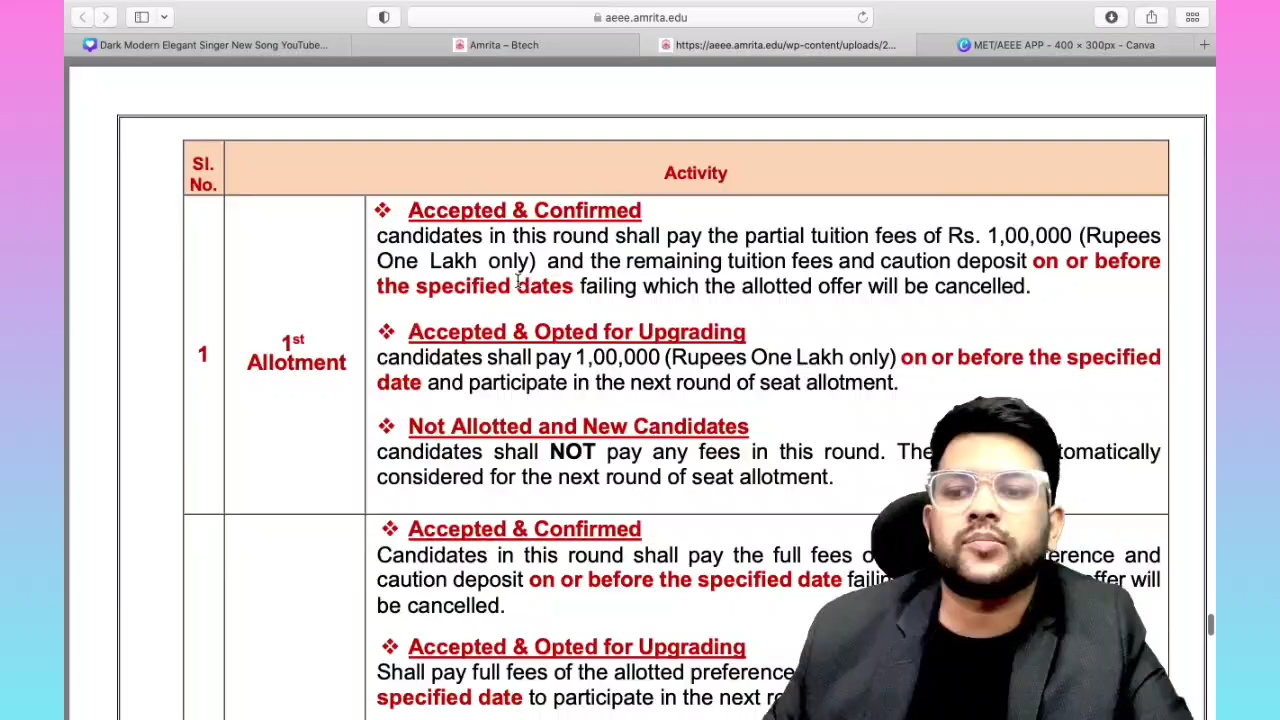 aeee.amrita.edu
Dark Modern Elegant Singer New Song YouTube...
Amrita – Btech
https://aeee.amrita.edu/wp-content/uploads/2...
MET/AEEE APP - 400 × 300px - Canva
Sl. No.
Activity
1
1st Allotment
❖ Accepted & Confirmed
candidates in this round shall pay the partial tuition fees of Rs. 1,00,000 (Rupees
One Lakh only) and the remaining tuition fees and caution deposit on or before
the specified dates failing which the allotted offer will be cancelled.
❖ Accepted & Opted for Upgrading
candidates shall pay 1,00,000 (Rupees One Lakh only) on or before the specified
date and participate in the next round of seat allotment.
❖ Not Allotted and New Candidates
candidates shall NOT pay any fees in this round.
considered for the next round of seat allotment.
❖ Accepted & Confirmed
Candidates in this round shall pay the full fees and
caution deposit on or before the specified date offer will
be cancelled.
❖ Accepted & Opted for Upgrading
Shall pay full fees of the allotted preference
specified date to participate in the next